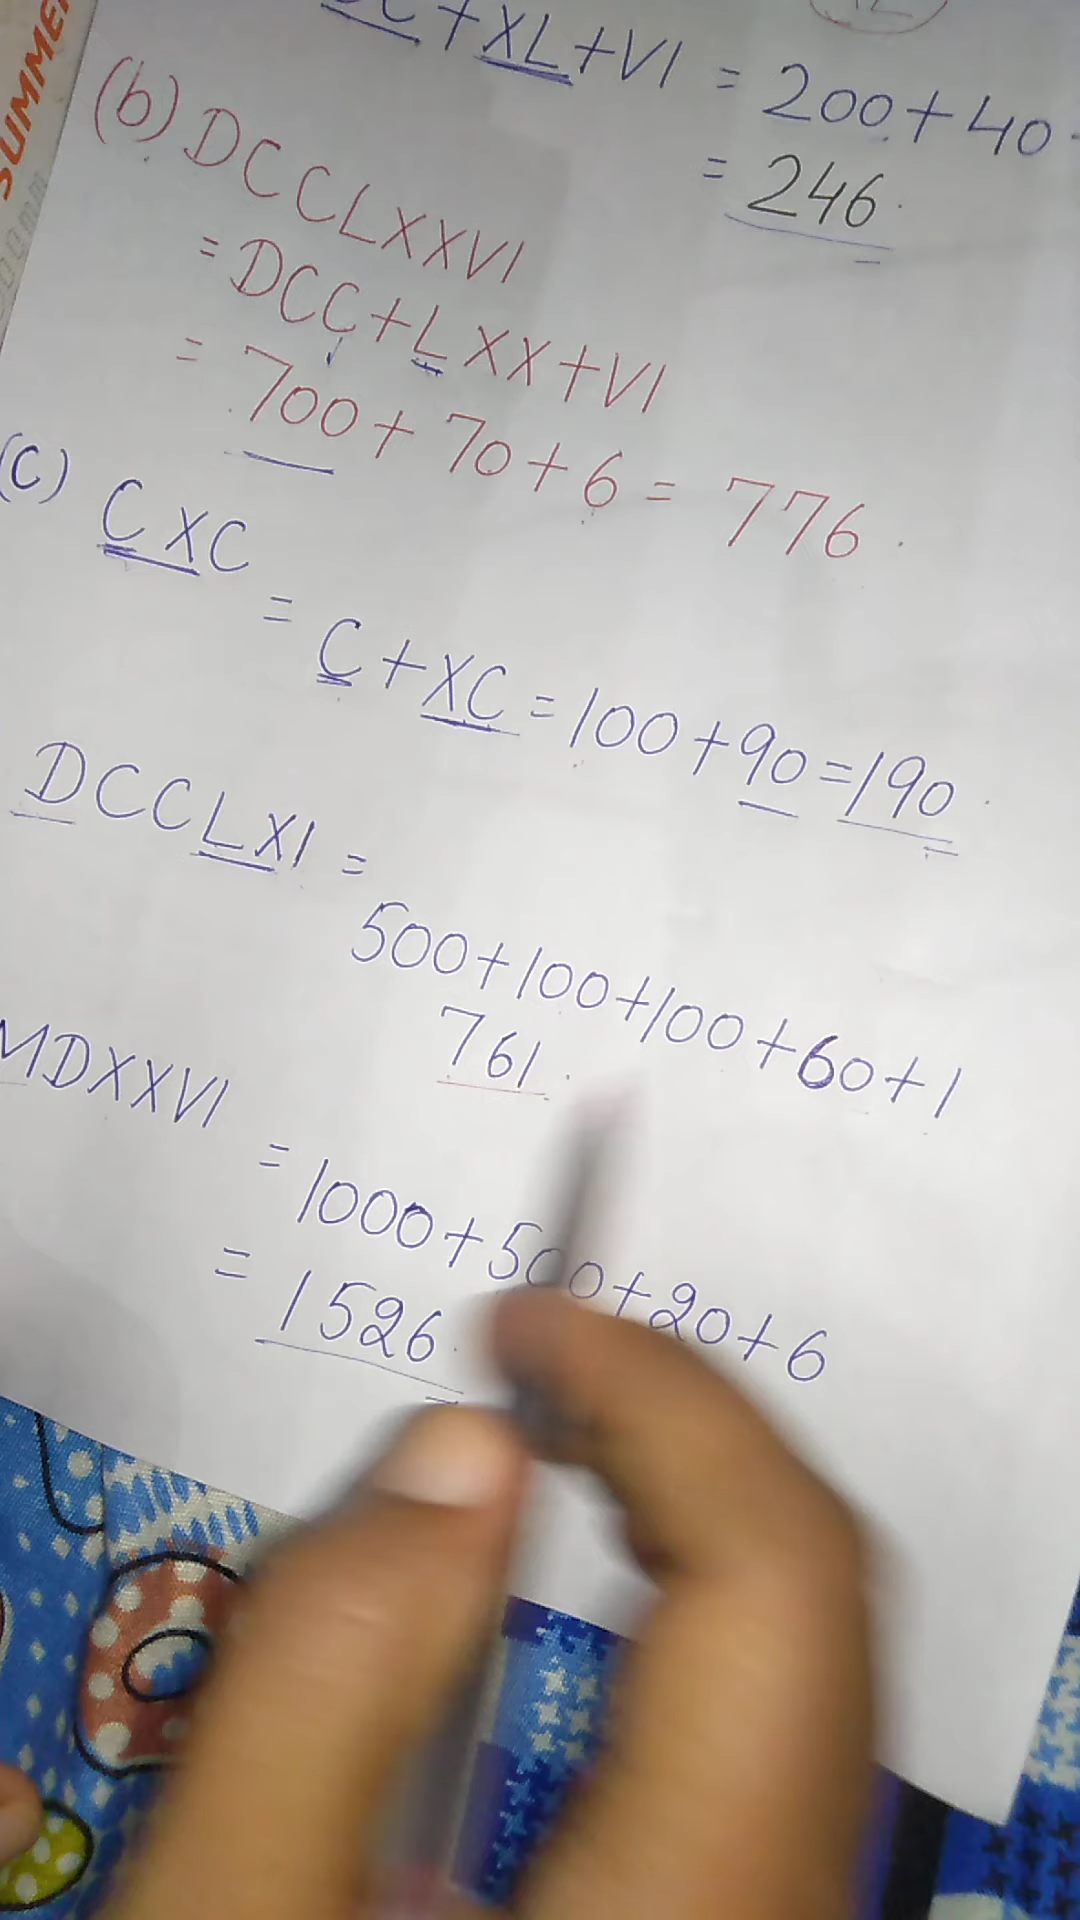 SUMMER
C + XL + VI = 200 + 40
= 246.
(b) DCCLXXVI
= DCC + LXX + VI
= 700 + 70 + 6 = 776.
(C) CXC
= C + XC = 100 + 90 = 190.
DCCLXI =
500 + 100 + 100 + 60 + 1
761.
MDXXVI
= 1000 + 500 + 20 + 6
= 1526.